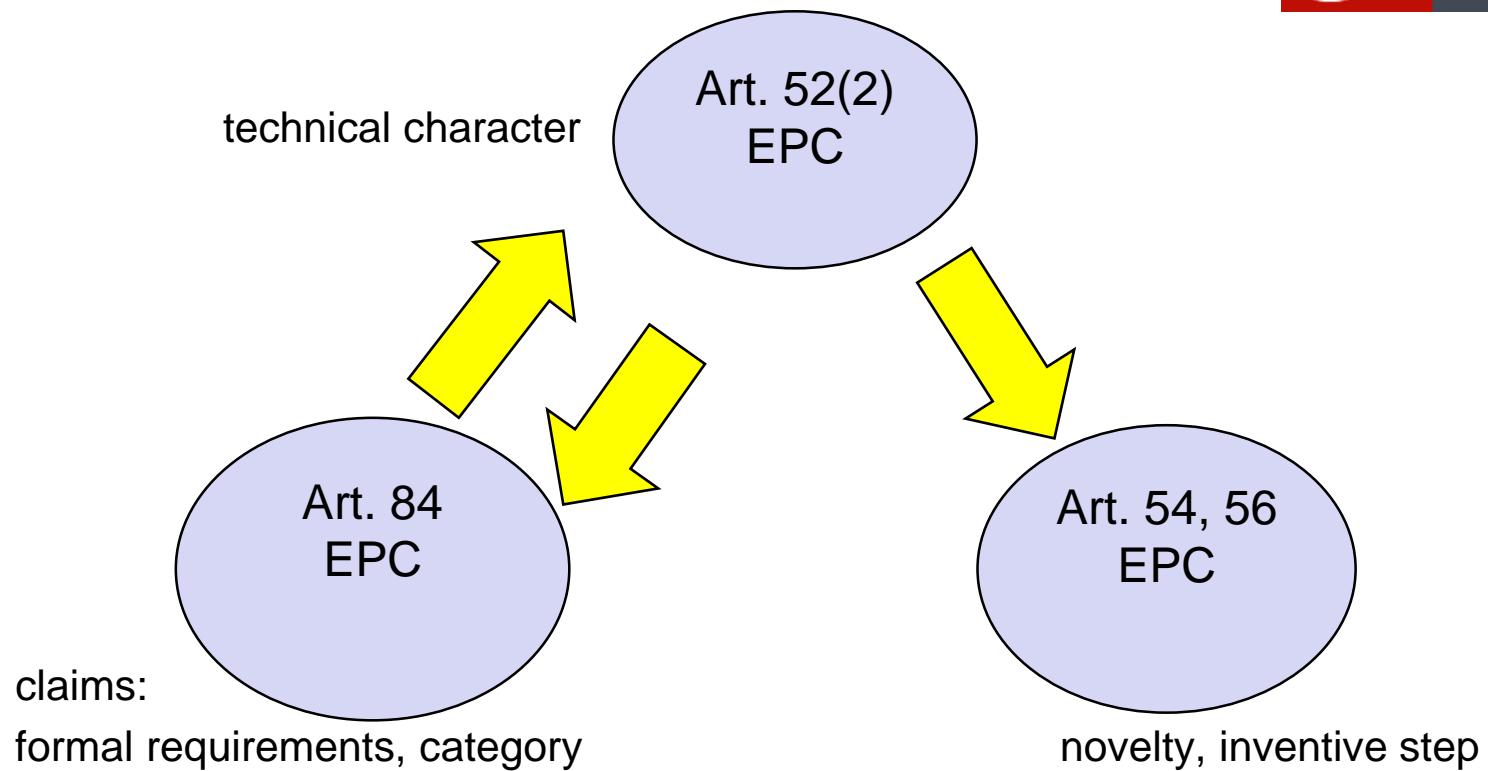 technical character
Art. 52(2)
EPC
Art. 84
EPC
Art. 54, 56
EPC
claims:
formal requirements, category
novelty, inventive step